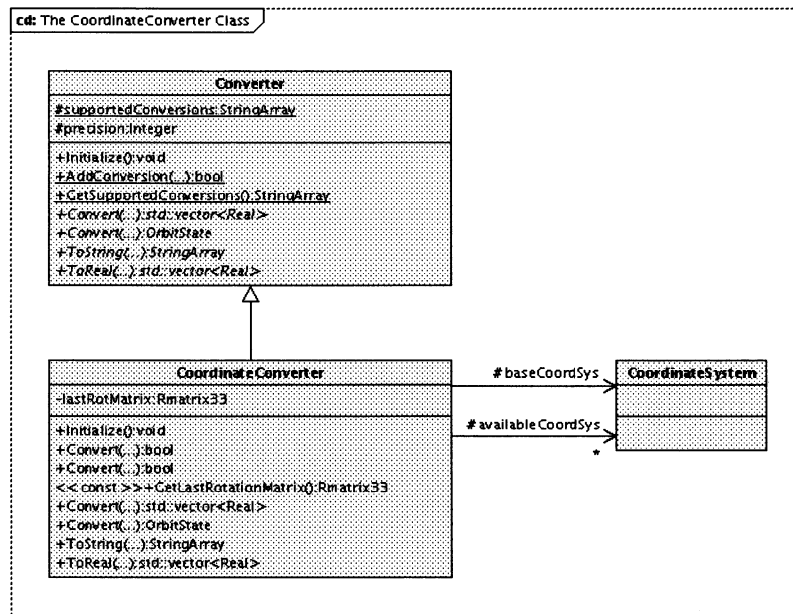 cd: The CoordinateConverter Class
Converter
#supportedConversions:StringArray
#precision:Integer
+Initialize():void
+AddConversion(...):bool
+GetSupportedConversions():StringArray
+Convert(...):std::vector<Real>
+Convert(...):OrbitState
+ToString(...):StringArray
+ToReal(...):std::vector<Real>
CoordinateConverter
-lastRotMatrix:Rmatrix33
+Initialize():void
+Convert(...):bool
+Convert(...):bool
<<const>>+GetLastRotationMatrix():Rmatrix33
+Convert(...):std::vector<Real>
+Convert(...):OrbitState
+ToString(...):StringArray
+ToReal(...):std::vector<Real>
#baseCoordSys
#availableCoordSys
*
CoordinateSystem